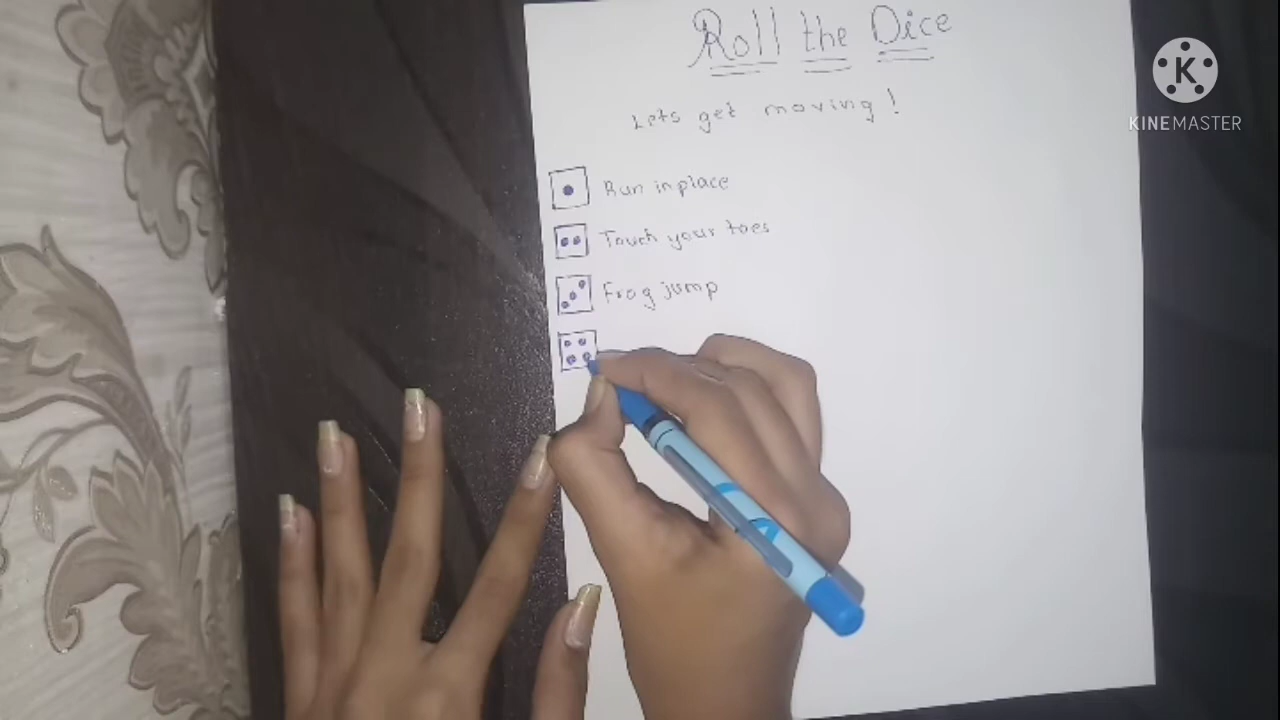 Roll the Dice
Lets get moving!
Run in place
Touch your toes
Frog jump
K
KINEMASTER